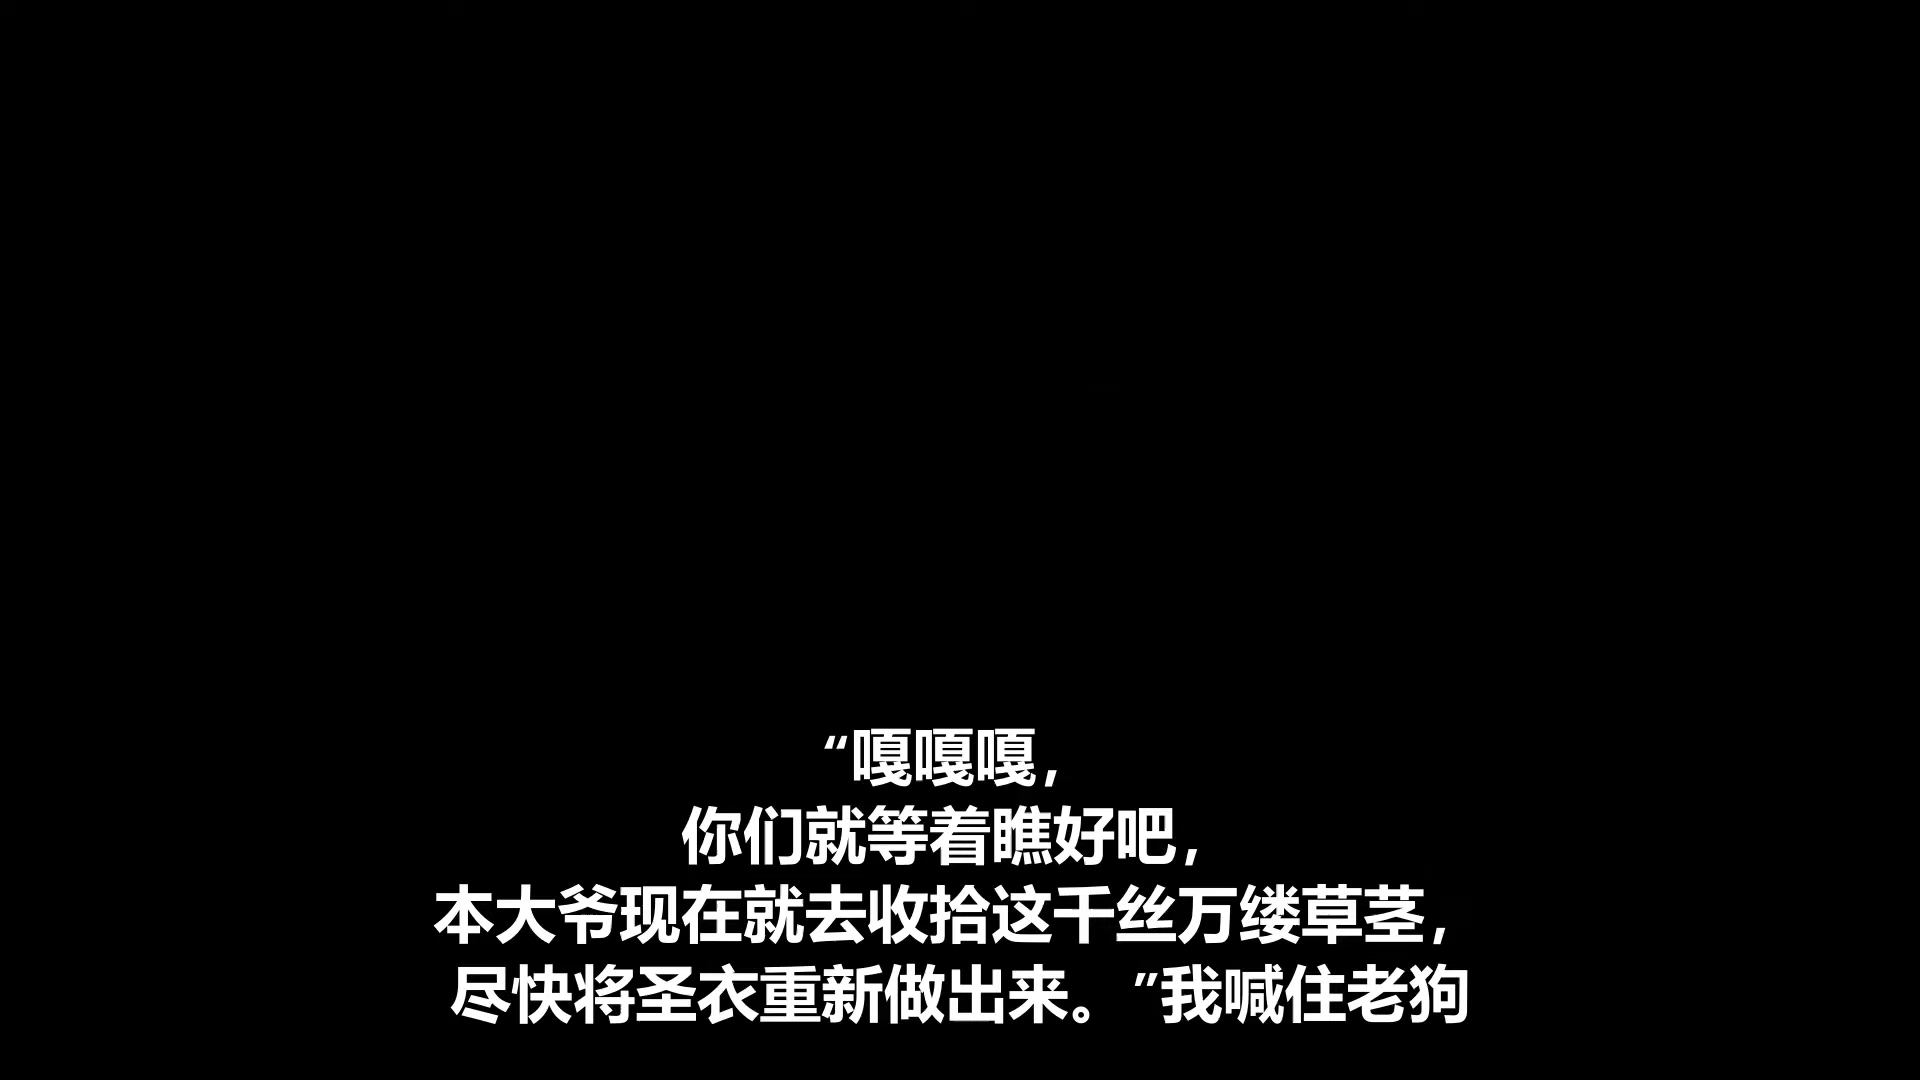 “嘎嘎嘎，
你们就等着瞧好吧，
本大爷现在就去收拾这千丝万缕草茎，
尽快将圣衣重新做出来。”我喊住老狗